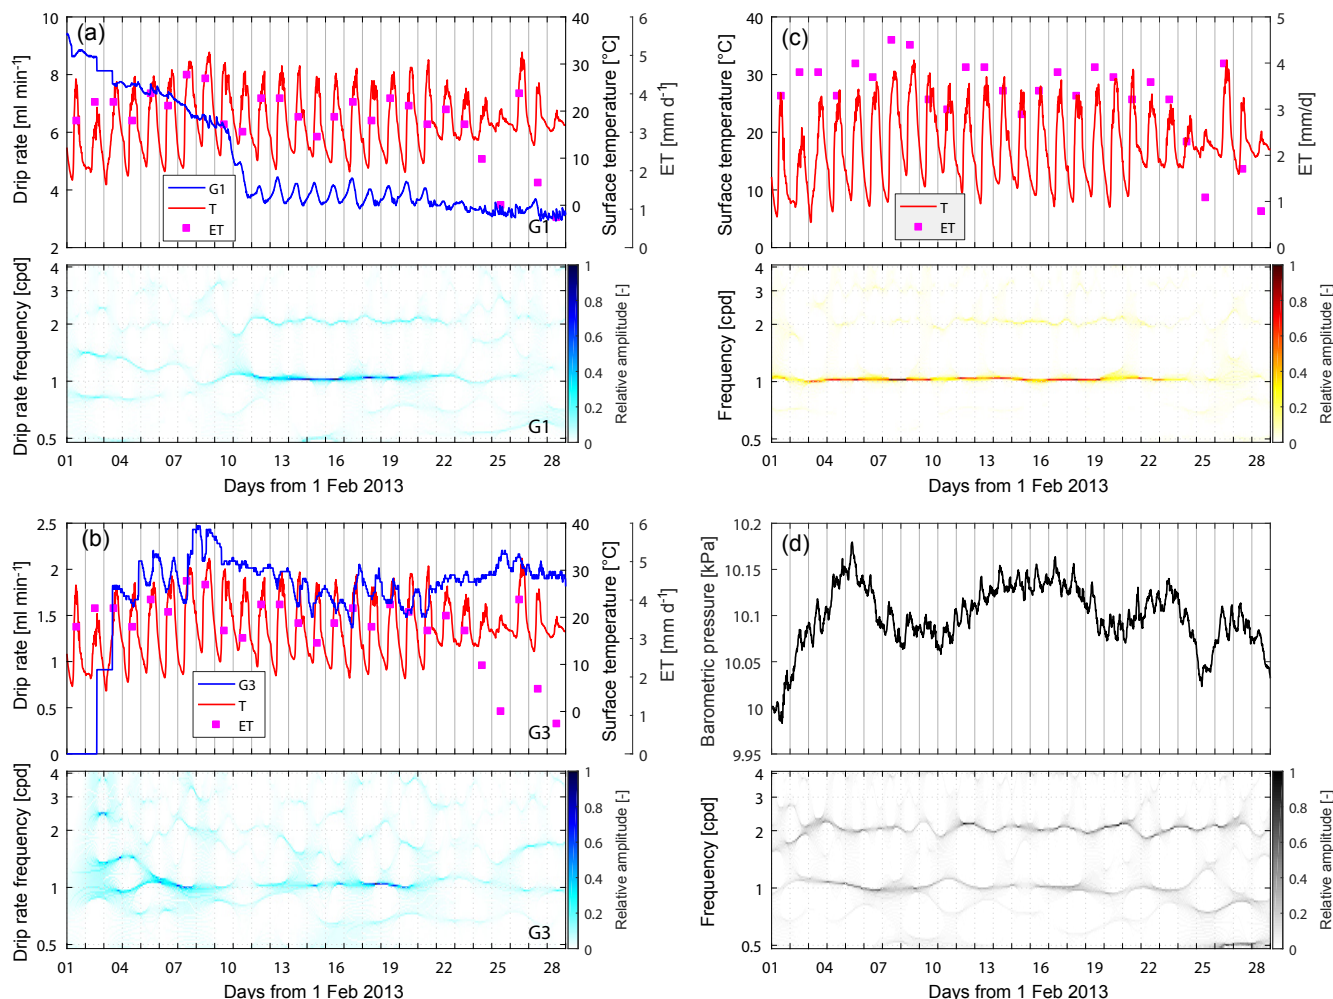 (a)
Drip rate [ml min-1]
10
8
6
4
2
G1
T
ET
G1
40
30
20
10
0
Surface temperature [°C]
6
5
4
3
2
1
0
ET [mm d-1]
Drip rate frequency [cpd]
4
3
2
1
0.5
G1
1
0.8
0.6
0.4
0.2
0
Relative amplitude [-]
01 04 07 10 13 16 19 22 25 28
Days from 1 Feb 2013
(c)
Surface temperature [°C]
40
30
20
10
0
T
ET
5
4
3
2
1
0
ET [mm/d]
Frequency [cpd]
4
3
2
1
0.5
1
0.8
0.6
0.4
0.2
0
Relative amplitude [-]
01 04 07 10 13 16 19 22 25 28
Days from 1 Feb 2013
(b)
Drip rate [ml min-1]
2.5
2
1.5
1
0.5
0
G3
T
ET
G3
40
30
20
10
0
Surface temperature [°C]
6
5
4
3
2
1
0
ET [mm d-1]
Drip rate frequency [cpd]
4
3
2
1
0.5
G3
1
0.8
0.6
0.4
0.2
0
Relative amplitude [-]
01 04 07 10 13 16 19 22 25 28
Days from 1 Feb 2013
(d)
Barometric pressure [kPa]
10.2
10.15
10.1
10.05
10
9.95
Frequency [cpd]
4
3
2
1
0.5
1
0.8
0.6
0.4
0.2
0
Relative amplitude [-]
01 04 07 10 13 16 19 22 25 28
Days from 1 Feb 2013